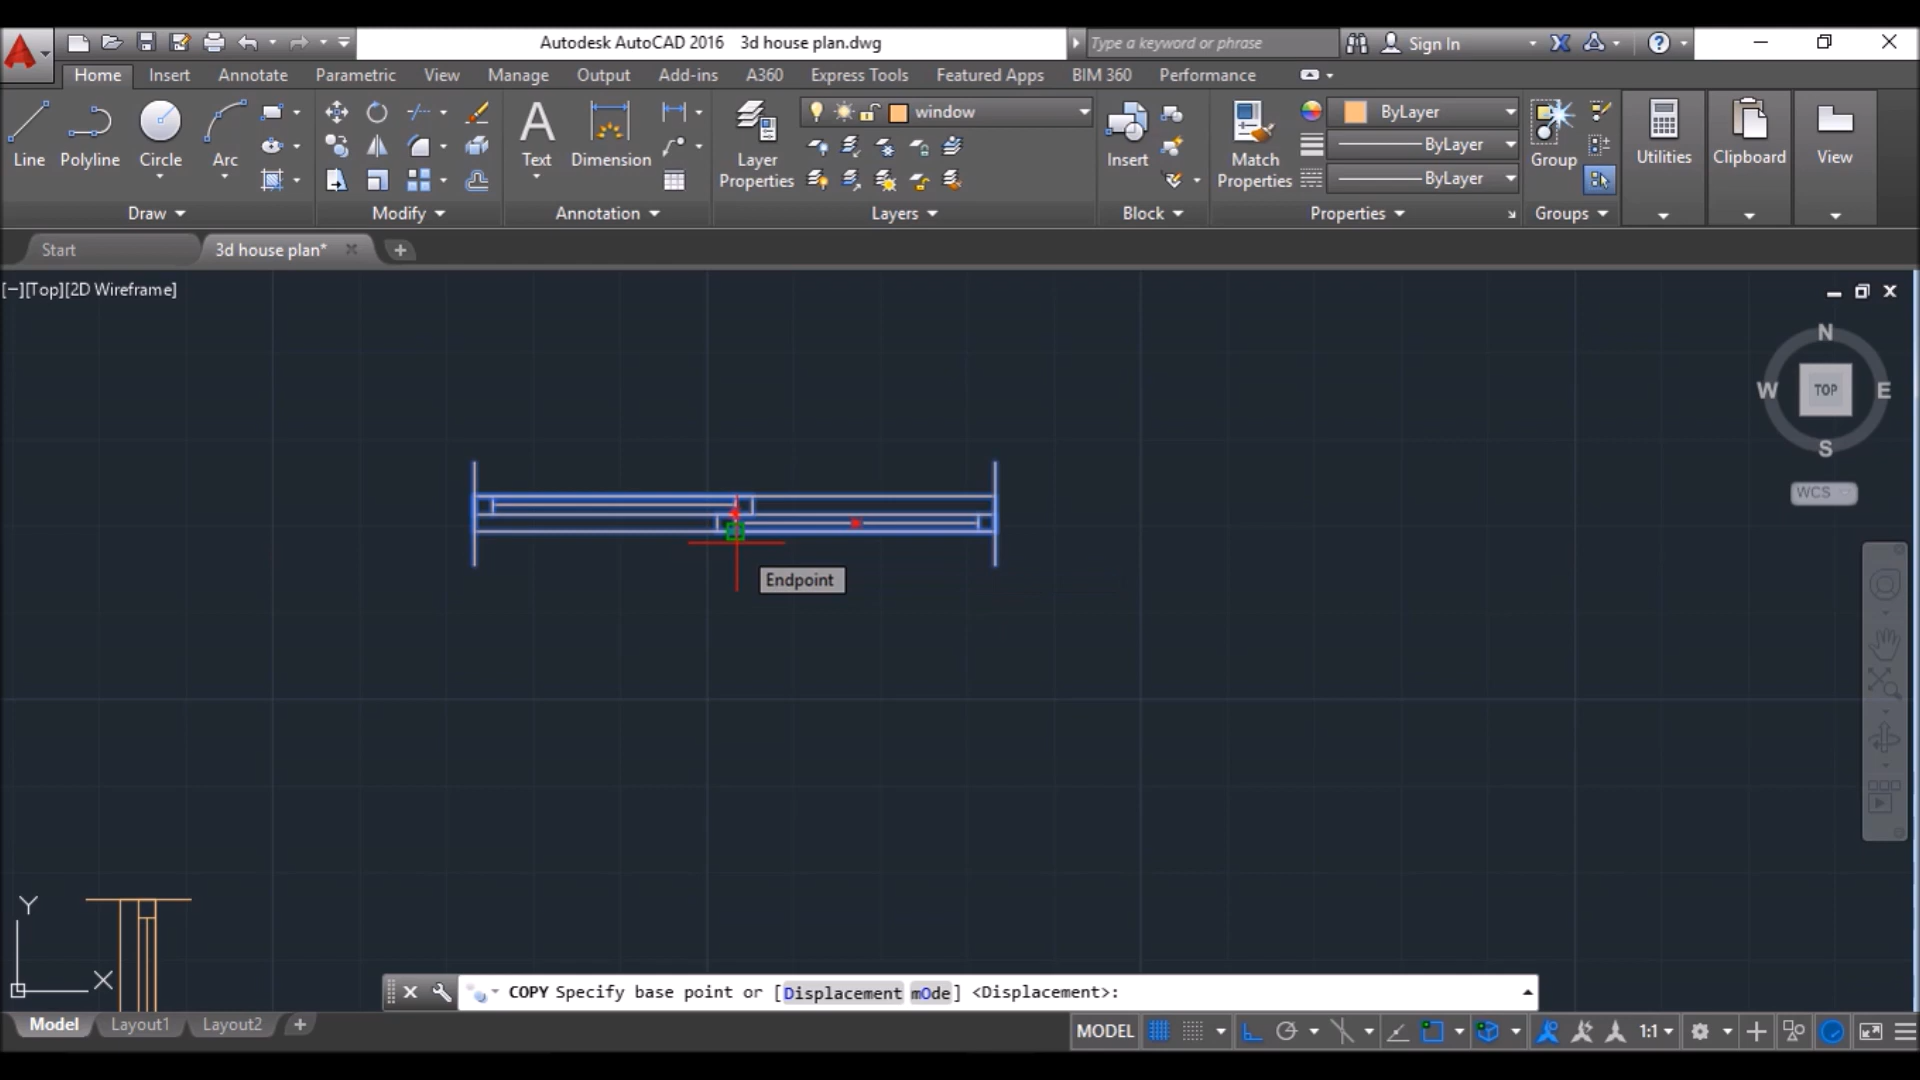 Autodesk AutoCAD 2016 3d house plan.dwg
Type a keyword or phrase
Sign In
Home Insert Annotate Parametric View Manage Output Add-ins A360 Express Tools Featured Apps BIM 360 Performance
Line Polyline Circle Arc
Draw
Modify
Text Dimension
Annotation
Layer Properties
window
Layers
Insert
Block
Match Properties
ByLayer
ByLayer
ByLayer
Properties
Group
Groups
Utilities
Clipboard
View
Start 3d house plan*
[−][Top][2D Wireframe]
N
W TOP E
S
WCS
Endpoint
Y
X
COPY Specify base point or [Displacement mOde] <Displacement>:
Model Layout1 Layout2
MODEL 1:1